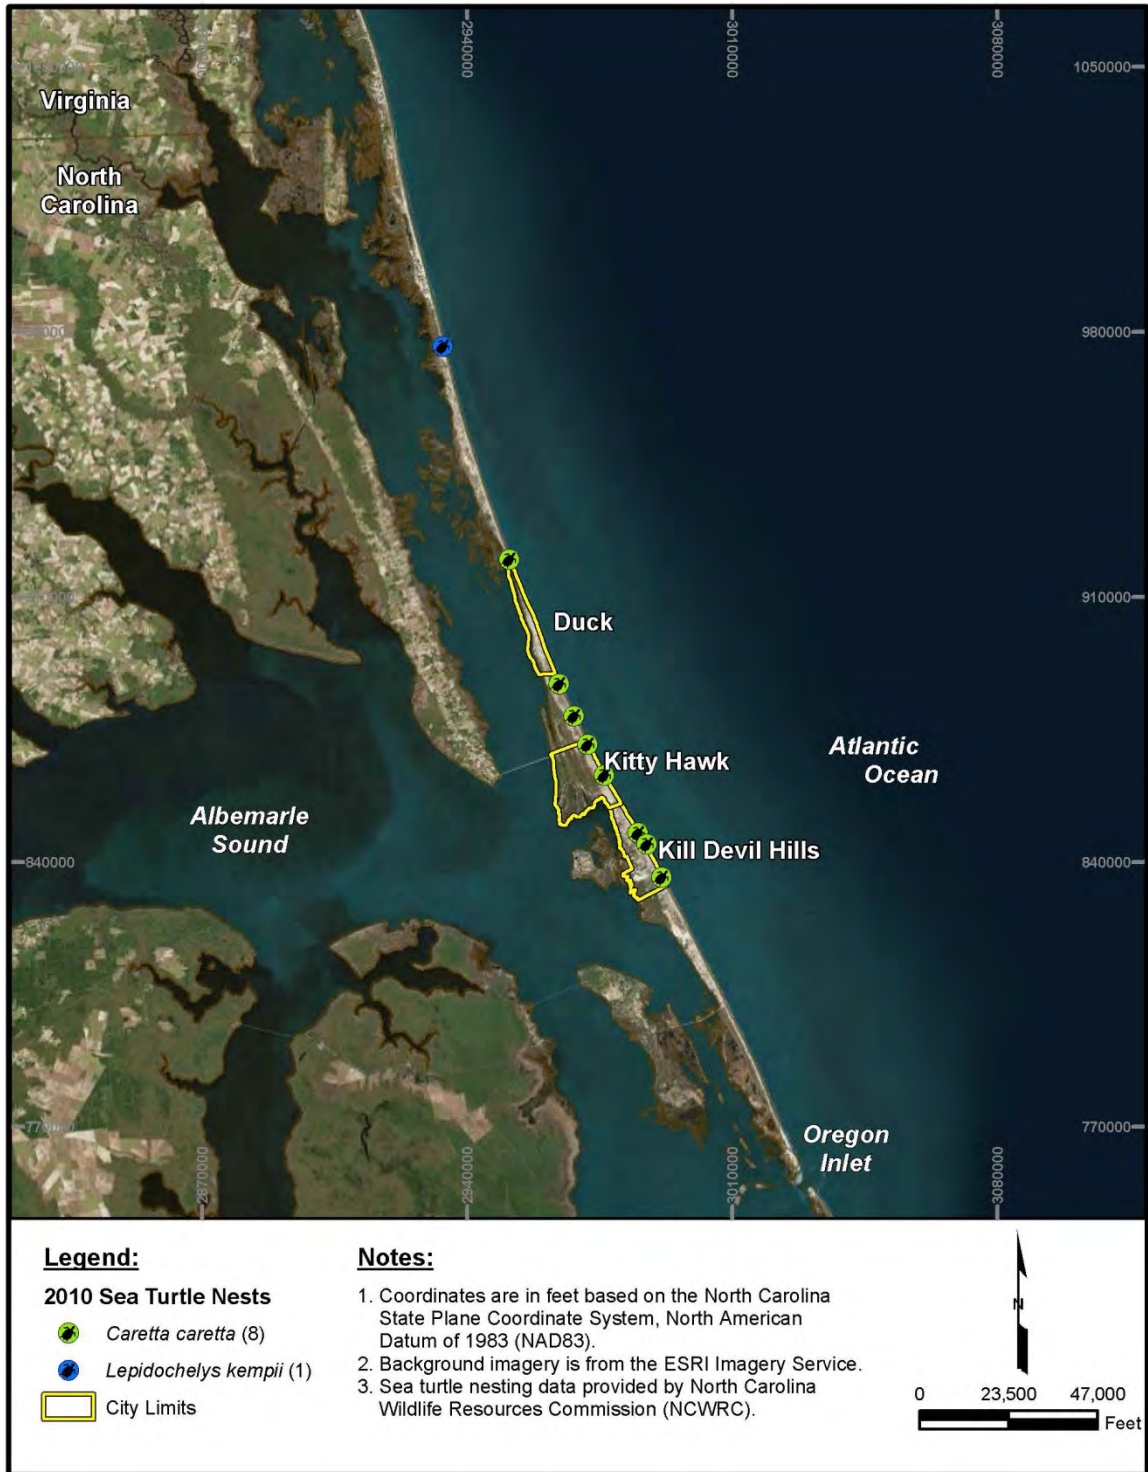 2940000
3010000
3080000
1050000
Virginia
North
Carolina
980000
910000
Duck
Atlantic
Ocean
Kitty Hawk
Albemarle
Sound
Kill Devil Hills
840000
840000
770000
770000
Oregon
Inlet
2870000
2940000
3010000
3080000
Legend:
2010 Sea Turtle Nests
Caretta caretta (8)
Lepidochelys kempii (1)
City Limits
Notes:
1. Coordinates are in feet based on the North Carolina
State Plane Coordinate System, North American
Datum of 1983 (NAD83).
2. Background imagery is from the ESRI Imagery Service.
3. Sea turtle nesting data provided by North Carolina
Wildlife Resources Commission (NCWRC).
N
0 23,500 47,000
Feet